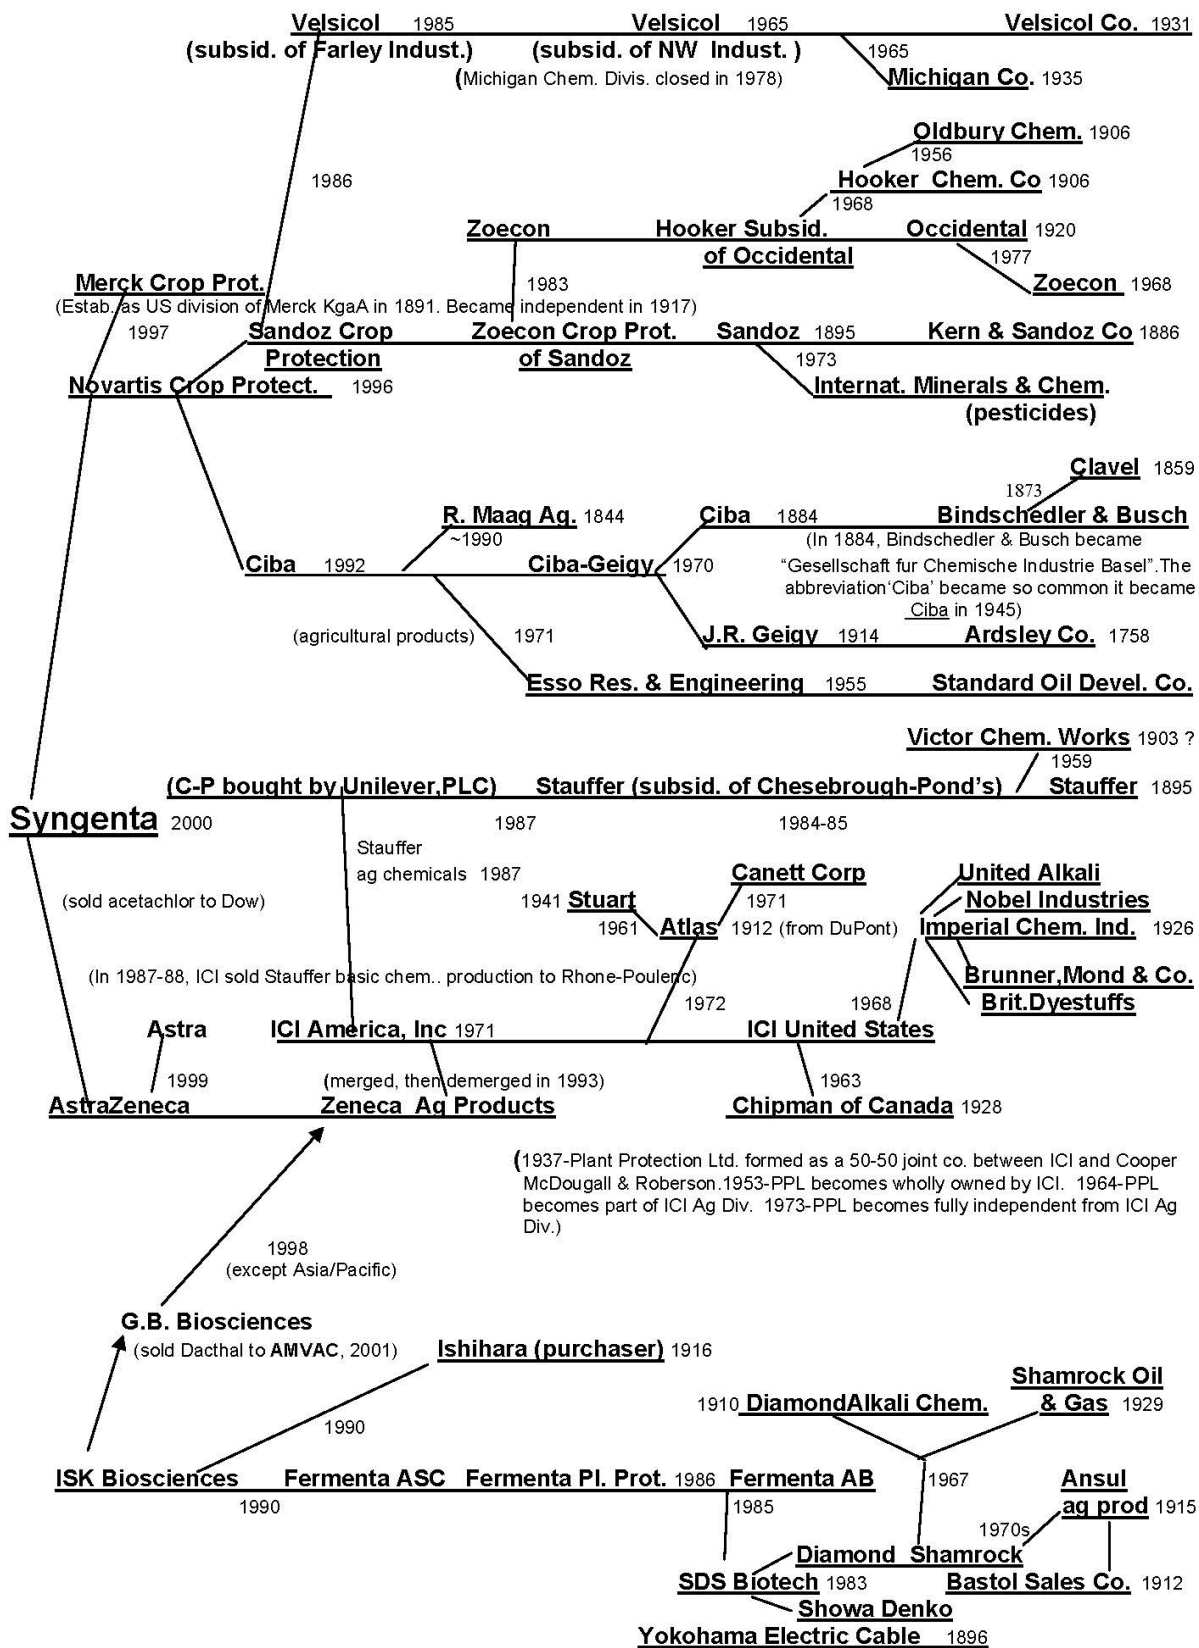 Velsicol 1985 Velsicol 1965 Velsicol Co. 1931
(subsid. of Farley Indust.) (subsid. of NW Indust. )
1965
(Michigan Chem. Divis. closed in 1978) Michigan Co. 1935
Oldbury Chem. 1906
1956
1986 Hooker Chem. Co 1906
1968
Zoecon Hooker Subsid. Occidental 1920
of Occidental 1977
Merck Crop Prot. 1983 Zoecon 1968
(Estab. as US division of Merck KgaA in 1891. Became independent in 1917)
1997 Sandoz Crop Zoecon Crop Prot. Sandoz 1895 Kern & Sandoz Co 1886
Protection of Sandoz 1973
Novartis Crop Protect. 1996 Internat. Minerals & Chem.
(pesticides)
Clavel 1859
1873
R. Maag Ag. 1844 Ciba 1884 Bindschedler & Busch
~1990 (In 1884, Bindschedler & Busch became
Ciba 1992 Ciba-Geigy 1970 “Gesellschaft fur Chemische Industrie Basel”.The
abbreviation‘Ciba’ became so common it became
Ciba in 1945)
(agricultural products) 1971 J.R. Geigy 1914 Ardsley Co. 1758
Esso Res. & Engineering 1955 Standard Oil Devel. Co.
Victor Chem. Works 1903 ?
1959
(C-P bought by Unilever,PLC) Stauffer (subsid. of Chesebrough-Pond’s) Stauffer 1895
Syngenta 2000 1987 1984-85
Stauffer
ag chemicals 1987 Canett Corp United Alkali
(sold acetachlor to Dow) 1941 Stuart 1971 Nobel Industries
1961 Atlas 1912 (from DuPont) Imperial Chem. Ind. 1926
(In 1987-88, ICI sold Stauffer basic chem.. production to Rhone-Poulenc) Brunner,Mond & Co.
1972 1968 Brit.Dyestuffs
Astra ICI America, Inc 1971 ICI United States
1999 (merged, then demerged in 1993) 1963
AstraZeneca Zeneca Ag Products Chipman of Canada 1928
(1937-Plant Protection Ltd. formed as a 50-50 joint co. between ICI and Cooper
McDougall & Roberson.1953-PPL becomes wholly owned by ICI. 1964-PPL
becomes part of ICI Ag Div. 1973-PPL becomes fully independent from ICI Ag
Div.)
1998
(except Asia/Pacific)
G.B. Biosciences
(sold Dacthal to AMVAC, 2001) Ishihara (purchaser) 1916
Shamrock Oil
1910 DiamondAlkali Chem. & Gas 1929
1990
ISK Biosciences Fermenta ASC Fermenta Pl. Prot. 1986 Fermenta AB 1967 Ansul
1990 1985 ag prod 1915
1970s
Diamond Shamrock
SDS Biotech 1983 Bastol Sales Co. 1912
Showa Denko
Yokohama Electric Cable 1896